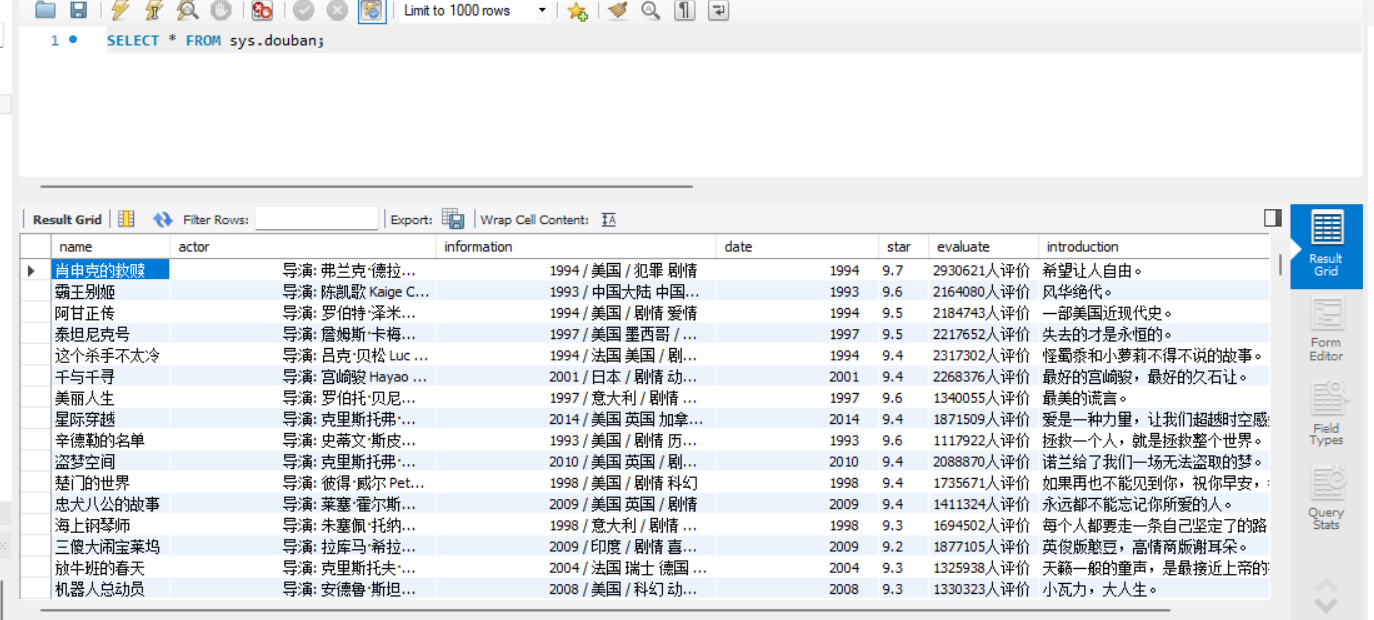 Limit to 1000 rows
1 SELECT * FROM sys.douban;
Result Grid Filter Rows: Export: Wrap Cell Content:
name actor information date star evaluate introduction
肖申克的救赎 导演: 弗兰克·德拉... 1994 / 美国 / 犯罪 剧情 1994 9.7 2930621人评价 希望让人自由。
霸王别姬 导演: 陈凯歌 Kaige C... 1993 / 中国大陆 中国... 1993 9.6 2164080人评价 风华绝代。
阿甘正传 导演: 罗伯特·泽米... 1994 / 美国 / 剧情 爱情 1994 9.5 2184743人评价 一部美国近现代史。
泰坦尼克号 导演: 詹姆斯·卡梅... 1997 / 美国 墨西哥 / ... 1997 9.5 2217652人评价 失去的才是永恒的。
这个杀手不太冷 导演: 吕克·贝松 Luc ... 1994 / 法国 美国 / 剧... 1994 9.4 2317302人评价 怪蜀黍和小萝莉不得不说的故事。
千与千寻 导演: 宫崎骏 Hayao ... 2001 / 日本 / 剧情 动... 2001 9.4 2268376人评价 最好的宫崎骏，最好的久石让。
美丽人生 导演: 罗伯托·贝尼... 1997 / 意大利 / 剧情 ... 1997 9.6 1340055人评价 最美的谎言。
星际穿越 导演: 克里斯托弗·... 2014 / 美国 英国 加拿... 2014 9.4 1871509人评价 爱是一种力量，让我们超越时空感
辛德勒的名单 导演: 史蒂文·斯皮... 1993 / 美国 / 剧情 历... 1993 9.6 1117922人评价 拯救一个人，就是拯救整个世界。
盗梦空间 导演: 克里斯托弗·... 2010 / 美国 英国 / 剧... 2010 9.4 2088870人评价 诺兰给了我们一场无法盗取的梦。
楚门的世界 导演: 彼得·威尔 Pet... 1998 / 美国 / 剧情 科幻 1998 9.4 1735671人评价 如果再也不能见到你，祝你早安，
忠犬八公的故事 导演: 莱塞·霍尔斯... 2009 / 美国 英国 / 剧情 2009 9.4 1411324人评价 永远都不能忘记你所爱的人。
海上钢琴师 导演: 朱塞佩·托纳... 1998 / 意大利 / 剧情 ... 1998 9.3 1694502人评价 每个人都要走一条自己坚定了的路
三傻大闹宝莱坞 导演: 拉库马·希拉... 2009 / 印度 / 剧情 喜... 2009 9.2 1877105人评价 英俊版憨豆，高情商版谢耳朵。
放牛班的春天 导演: 克里斯托夫·... 2004 / 法国 瑞士 德国 ... 2004 9.3 1325938人评价 天籁一般的童声，是最接近上帝的
机器人总动员 导演: 安德鲁·斯坦... 2008 / 美国 / 科幻 动... 2008 9.3 1330323人评价 小瓦力，大人生。
Result
Grid
Form
Editor
Field
Types
Query
Stats